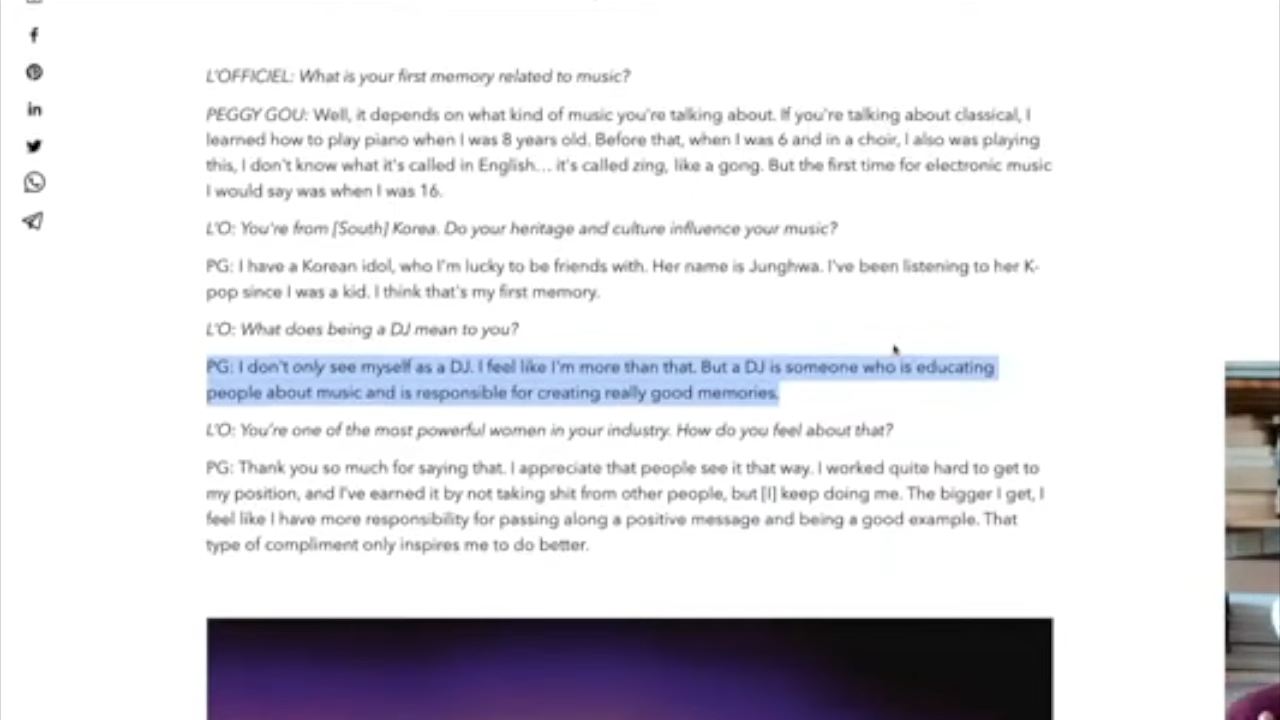 L'OFFICIEL: What is your first memory related to music?
PEGGY GOU: Well, it depends on what kind of music you're talking about. If you're talking about classical, I
learned how to play piano when I was 8 years old. Before that, when I was 6 and in a choir, I also was playing
this, I don't know what it's called in English... it's called zing, like a gong. But the first time for electronic music
I would say was when I was 16.
L'O: You're from [South] Korea. Do your heritage and culture influence your music?
PG: I have a Korean idol, who I'm lucky to be friends with. Her name is Junghwa. I've been listening to her K-
pop since I was a kid. I think that's my first memory.
L'O: What does being a DJ mean to you?
PG: I don't only see myself as a DJ. I feel like I'm more than that. But a DJ is someone who is educating
people about music and is responsible for creating really good memories.
L'O: You're one of the most powerful women in your industry. How do you feel about that?
PG: Thank you so much for saying that. I appreciate that people see it that way. I worked quite hard to get to
my position, and I've earned it by not taking shit from other people, but [I] keep doing me. The bigger I get, I
feel like I have more responsibility for passing along a positive message and being a good example. That
type of compliment only inspires me to do better.